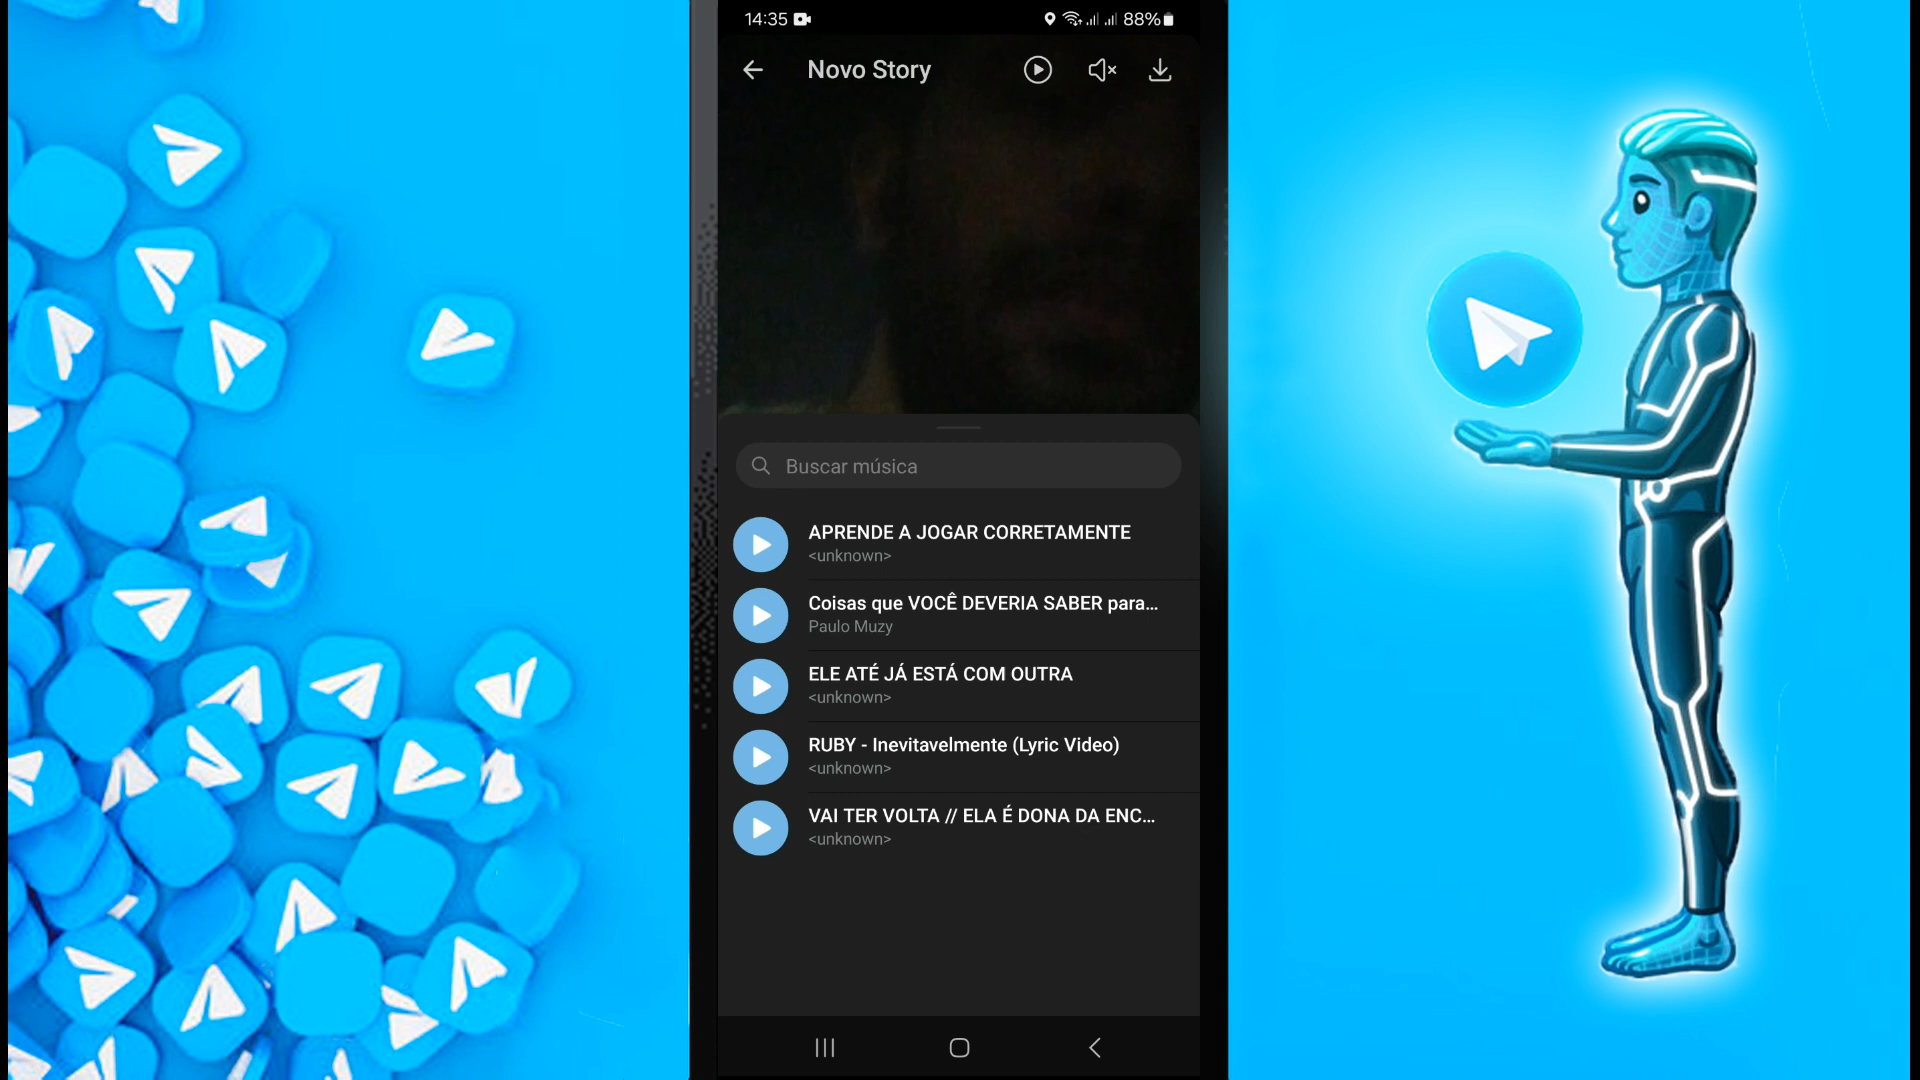 14:35
88%
Novo Story
Buscar música
APRENDE A JOGAR CORRETAMENTE
<unknown>
Coisas que VOCÊ DEVERIA SABER para...
Paulo Muzy
ELE ATÉ JÁ ESTÁ COM OUTRA
<unknown>
RUBY - Inevitavelmente (Lyric Video)
<unknown>
VAI TER VOLTA // ELA É DONA DA ENC...
<unknown>